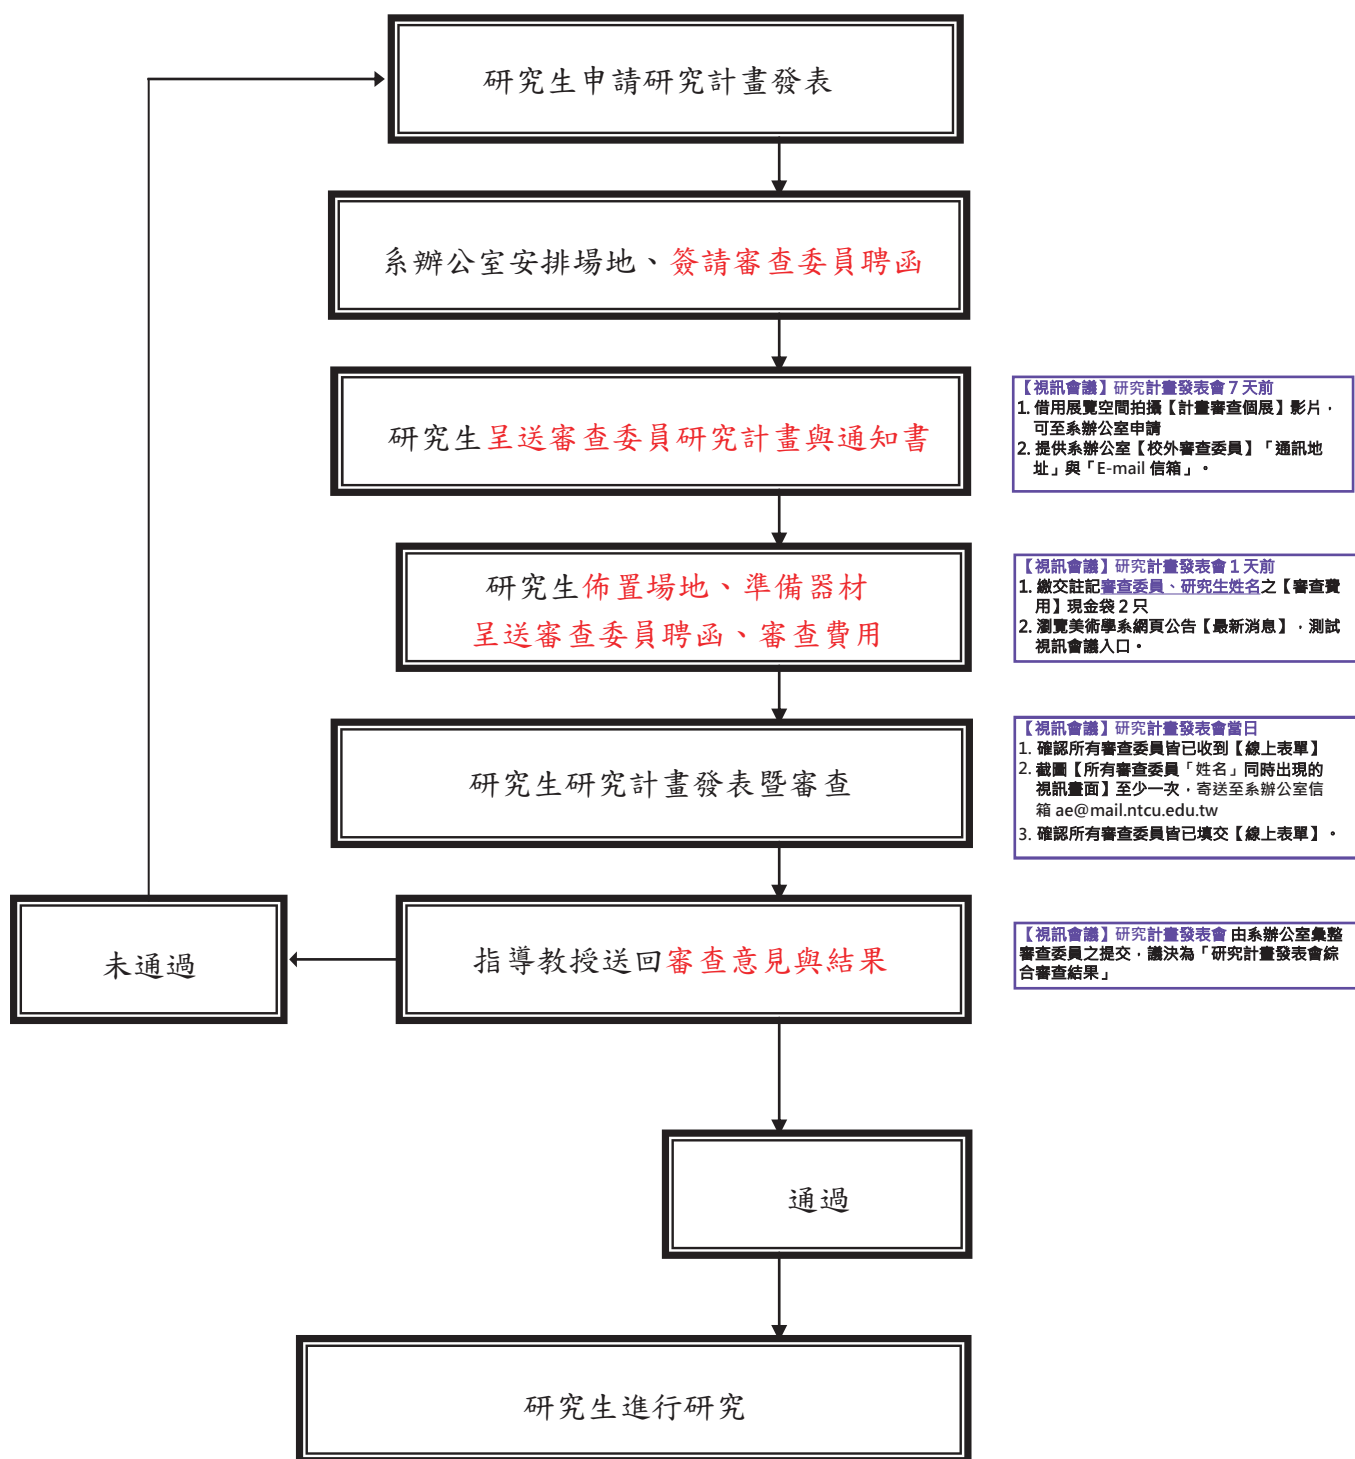 研究生申請研究計畫發表
系辦公室安排場地、簽請審查委員聘函
研究生呈送審查委員研究計畫與通知書
【視訊會議】研究計畫發表會 7 天前
1. 借用展覽空間拍攝【計畫審查個展】影片，
可至系辦公室申請
2. 提供系辦公室【校外審查委員】「通訊地
址」與「E-mail 信箱」。
研究生佈置場地、準備器材
呈送審查委員聘函、審查費用
【視訊會議】研究計畫發表會 1 天前
1. 繳交註記審查委員、研究生姓名之【審查費
用】現金袋 2 只
2. 瀏覽美術學系網頁公告【最新消息】，測試
視訊會議入口。
研究生研究計畫發表暨審查
【視訊會議】研究計畫發表會當日
1. 確認所有審查委員皆已收到【線上表單】
2. 截圖【所有審查委員「姓名」同時出現的
視訊畫面】至少一次，寄送至系辦公室信
箱 ae@mail.ntcu.edu.tw
3. 確認所有審查委員皆已填交【線上表單】。
未通過
指導教授送回審查意見與結果
【視訊會議】研究計畫發表會 由系辦公室彙整
審查委員之提交，議決為「研究計畫發表會綜
合審查結果」
通過
研究生進行研究